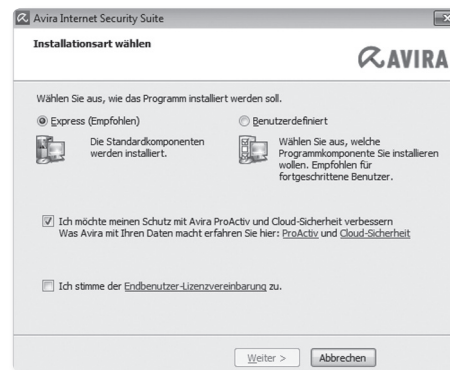 Avira Internet Security Suite
Installationsart wählen
AVIRA
Wählen Sie aus, wie das Programm installiert werden soll.
Express (Empfohlen)
Die Standardkomponenten
werden installiert.
Benutzerdefiniert
Wählen Sie aus, welche
Programmkomponente Sie installieren
wollen. Empfohlen für
fortgeschrittene Benutzer.
Ich möchte meinen Schutz mit Avira ProActiv und Cloud-Sicherheit verbessern
Was Avira mit Ihren Daten macht erfahren Sie hier: ProActiv und Cloud-Sicherheit
Ich stimme der Endbenutzer-Lizenzvereinbarung zu.
Weiter >
Abbrechen